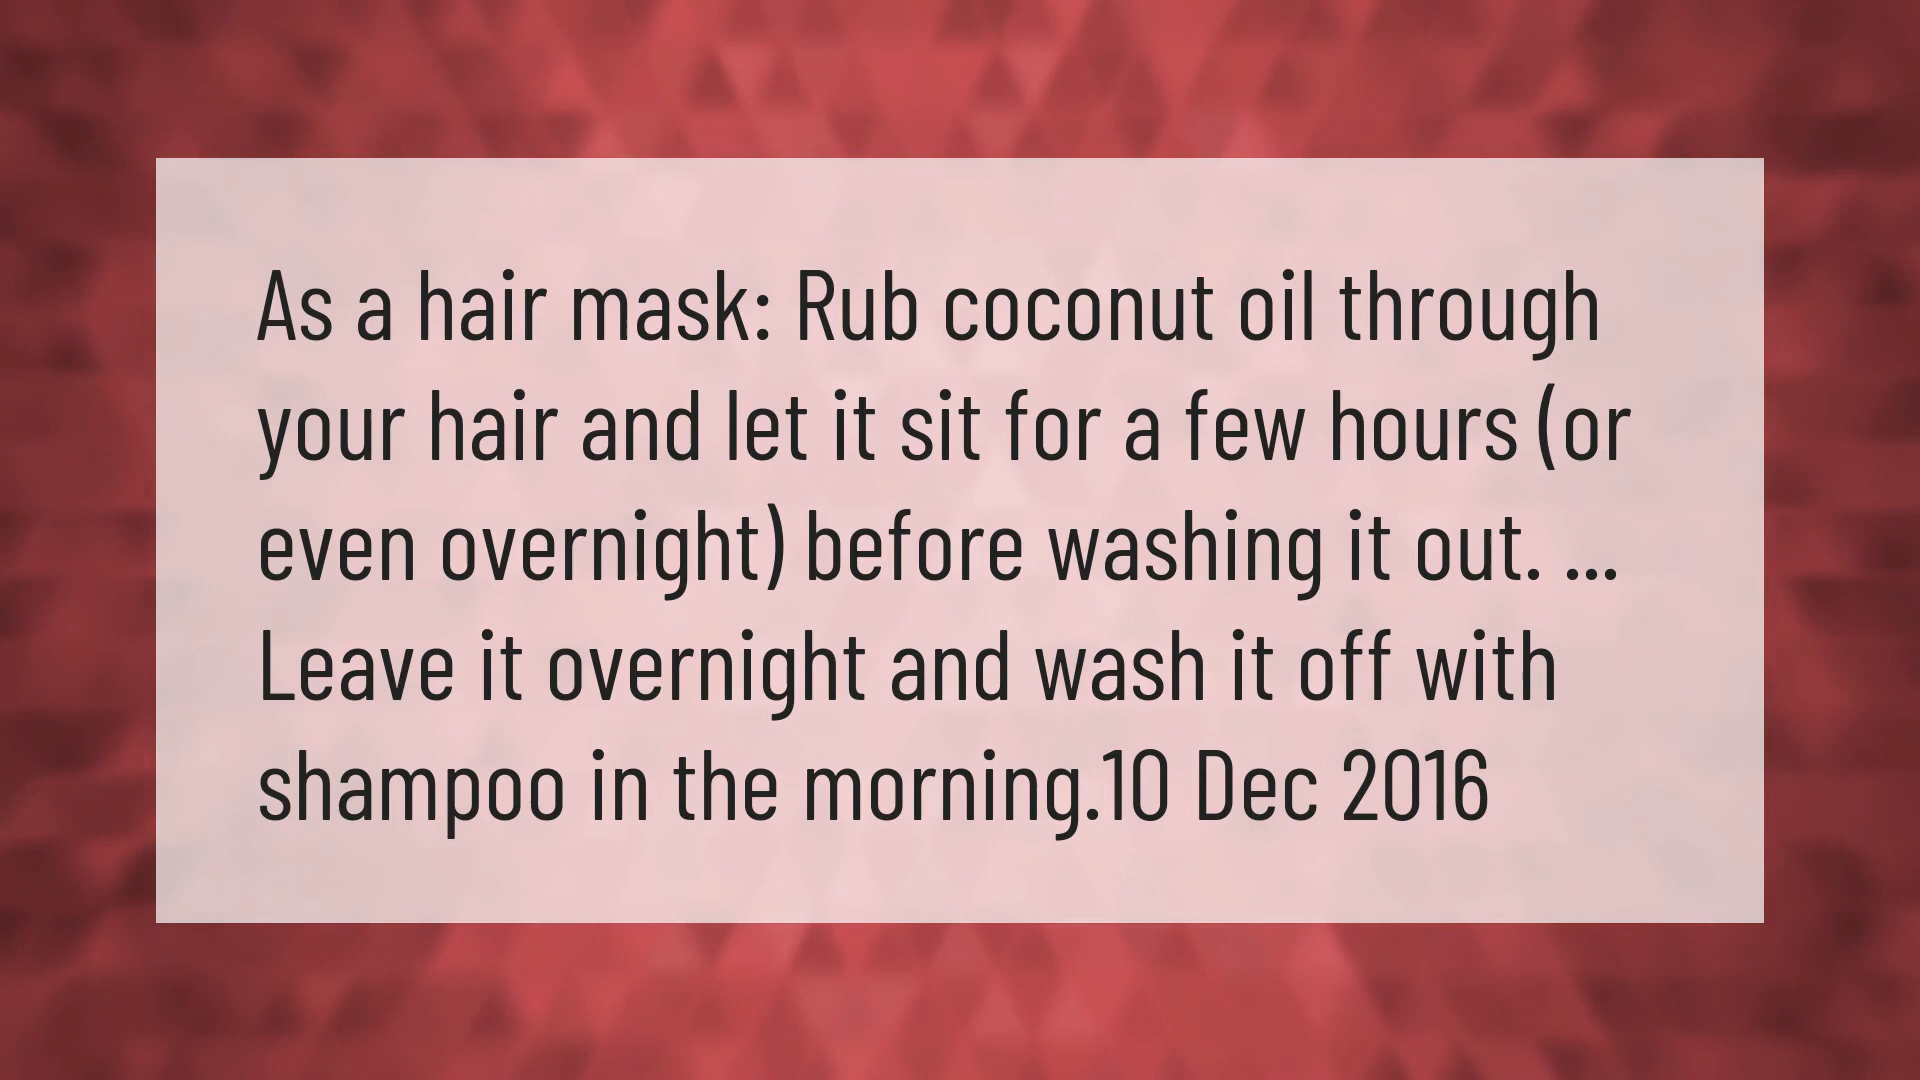 As a hair mask: Rub coconut oil through
your hair and let it sit for a few hours (or
even overnight) before washing it out. ...
Leave it overnight and wash it off with
shampoo in the morning.10 Dec 2016